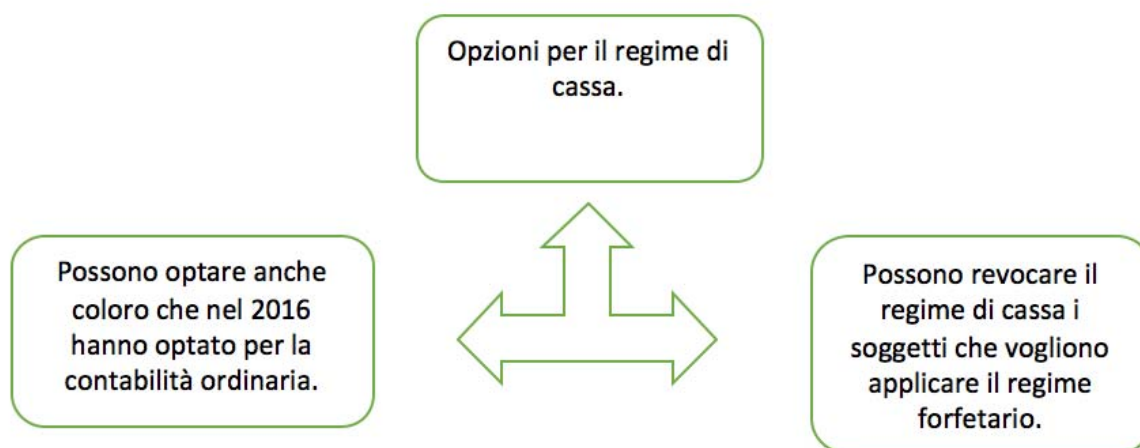 Opzioni per il regime di
cassa.
Possono optare anche
coloro che nel 2016
hanno optato per la
contabilità ordinaria.
Possono revocare il
regime di cassa i
soggetti che vogliono
applicare il regime
forfetario.